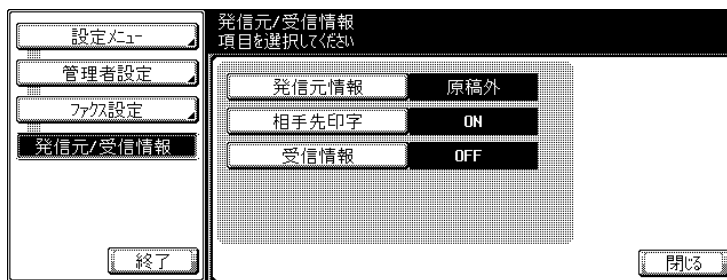 設定メニュー
管理者設定
ファクス設定
発信元/受信情報
終了
発信元/受信情報
項目を選択してください
発信元情報 原稿外
相手先印字 ON
受信情報 OFF
閉じる